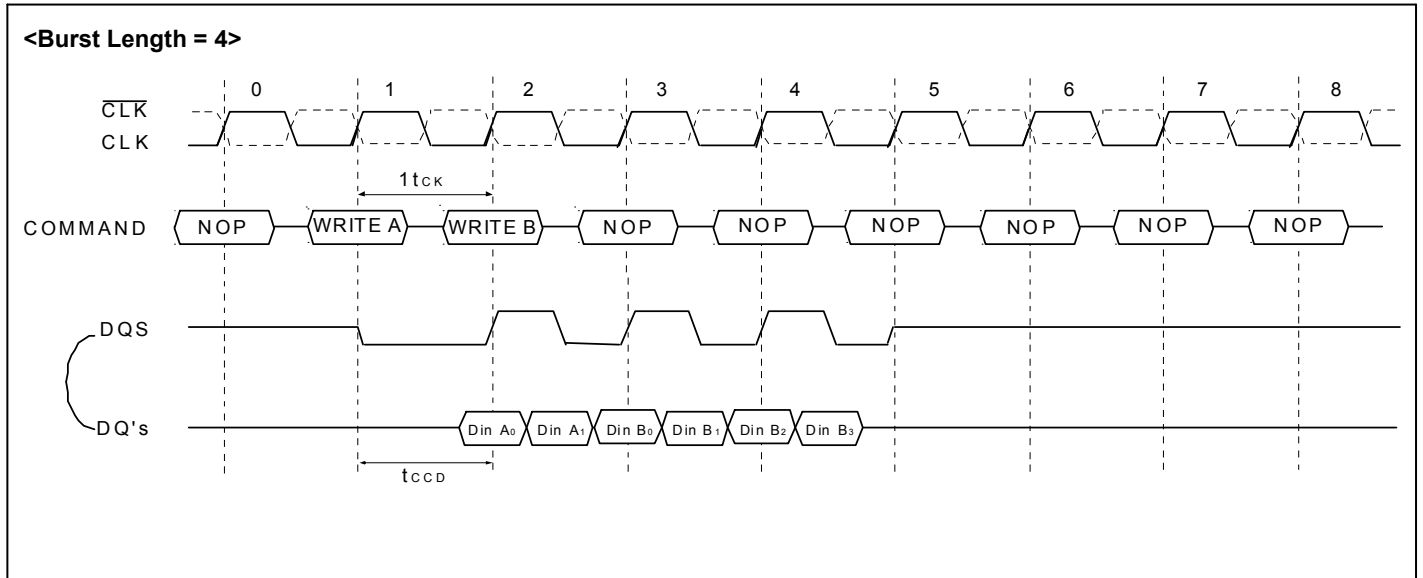 <Burst Length = 4>
0 1 2 3 4 5 6 7 8
CLK
CLK
1tCK
COMMAND NOP WRITE A WRITE B NOP NOP NOP NOP NOP NOP
DQS
DQ's Din A0 Din A1 Din B0 Din B1 Din B2 Din B3
tCCD